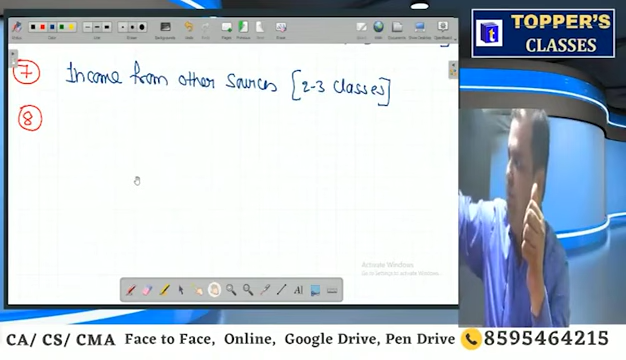 TOPPER'S
CLASSES
t
7 Income from other sources [2-3 classes]
8
Activate Windows
CA/ CS/ CMA Face to Face, Online, Google Drive, Pen Drive 8595464215